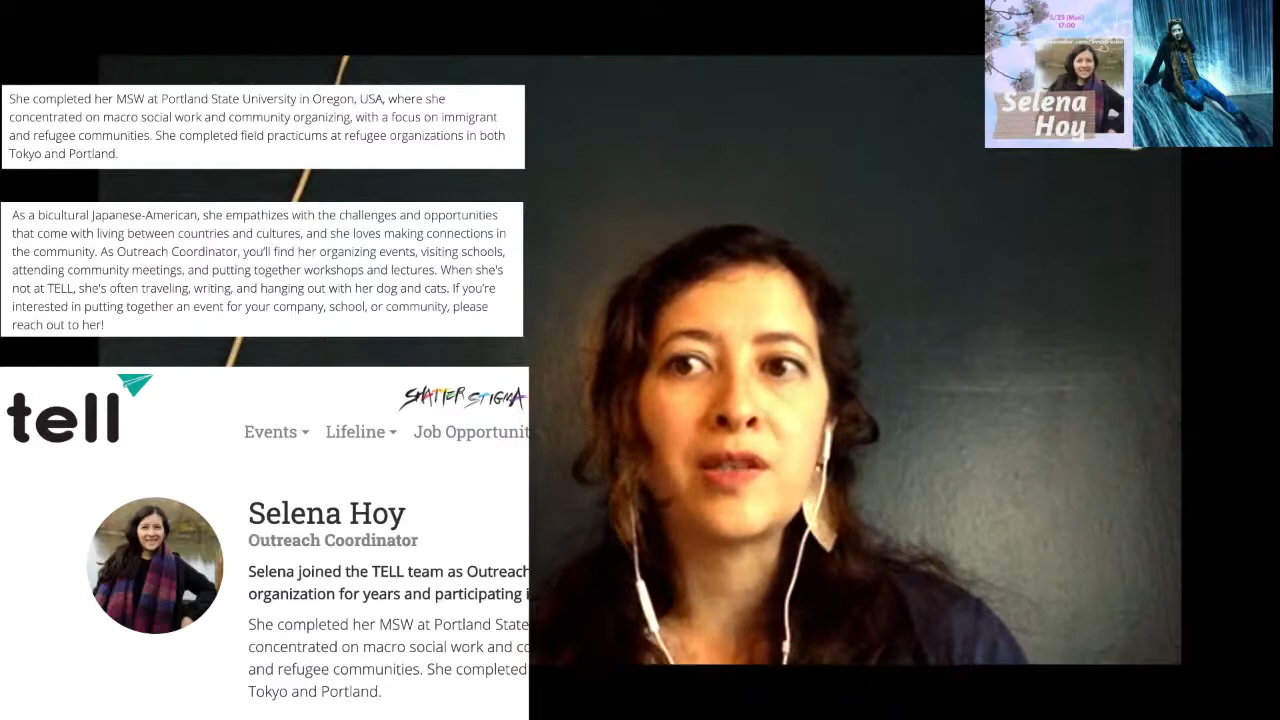 She completed her MSW at Portland State University in Oregon, USA, where she
concentrated on macro social work and community organizing, with a focus on immigrant
and refugee communities. She completed field practicums at refugee organizations in both
Tokyo and Portland.
As a bicultural Japanese-American, she empathizes with the challenges and opportunities
that come with living between countries and cultures, and she loves making connections in
the community. As Outreach Coordinator, you'll find her organizing events, visiting schools,
attending community meetings, and putting together workshops and lectures. When she's
not at TELL, she's often traveling, writing, and hanging out with her dog and cats. If you're
interested in putting together an event for your company, school, or community, please
reach out to her!
tell
SHATTER STIGMA
Events
Lifeline
Job Opportunit
Selena Hoy
Outreach Coordinator
Selena joined the TELL team as Outreach
organization for years and participating i
She completed her MSW at Portland State
concentrated on macro social work and co
and refugee communities. She completed
Tokyo and Portland.
5/23 (Mon)
17:00
Selena
Hoy